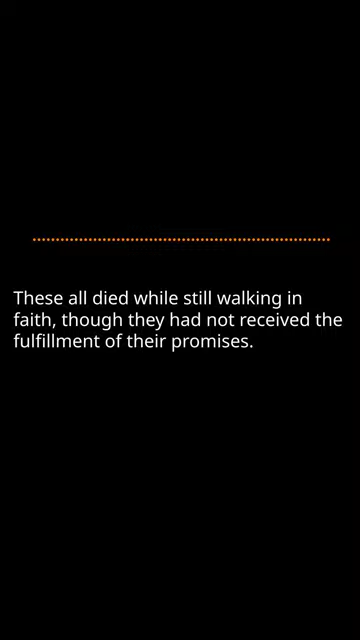 These all died while still walking in
faith, though they had not received the
fulfillment of their promises.